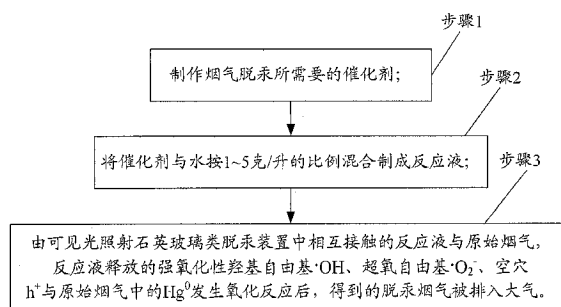 步骤1
制作烟气脱汞所需要的催化剂；
步骤2
将催化剂与水按1~5克/升的比例混合制成反应液；
步骤3
由可见光照射石英玻璃类脱汞装置中相互接触的反应液与原始烟气，
反应液释放的强氧化性羟基自由基·OH、超氧自由基·O₂⁻、空穴
h⁺与原始烟气中的Hg⁰发生氧化反应后，得到的脱汞烟气被排入大气。